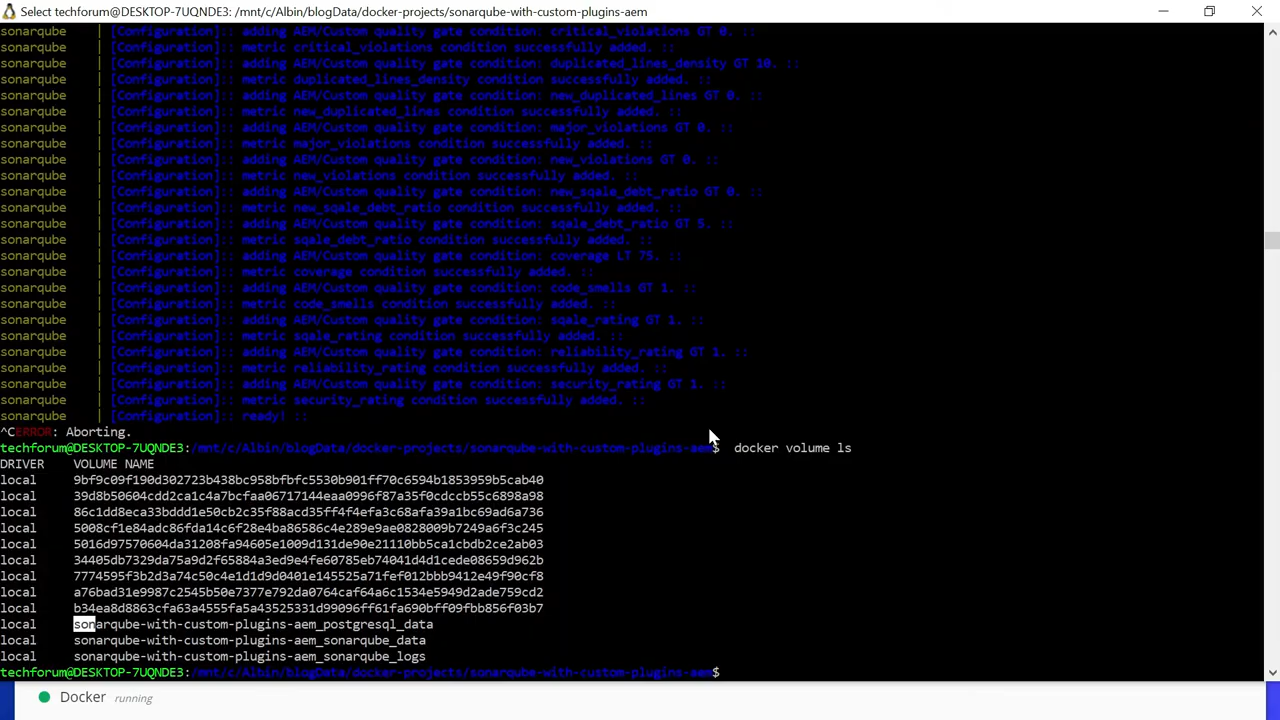 Select techforum@DESKTOP-7UQNDE3: /mnt/c/Albin/blogData/docker-projects/sonarqube-with-custom-plugins-aem
sonarqube    | [Configuration]:: adding AEM/Custom quality gate condition: critical_violations GT 0. ::
sonarqube    | [Configuration]:: metric critical_violations condition successfully added. ::
sonarqube    | [Configuration]:: adding AEM/Custom quality gate condition: duplicated_lines_density GT 10. ::
sonarqube    | [Configuration]:: metric duplicated_lines_density condition successfully added. ::
sonarqube    | [Configuration]:: adding AEM/Custom quality gate condition: new_duplicated_lines GT 0. ::
sonarqube    | [Configuration]:: metric new_duplicated_lines condition successfully added. ::
sonarqube    | [Configuration]:: adding AEM/Custom quality gate condition: major_violations GT 0. ::
sonarqube    | [Configuration]:: metric major_violations condition successfully added. ::
sonarqube    | [Configuration]:: adding AEM/Custom quality gate condition: new_violations GT 0. ::
sonarqube    | [Configuration]:: metric new_violations condition successfully added. ::
sonarqube    | [Configuration]:: adding AEM/Custom quality gate condition: new_sqale_debt_ratio GT 0. ::
sonarqube    | [Configuration]:: metric new_sqale_debt_ratio condition successfully added. ::
sonarqube    | [Configuration]:: adding AEM/Custom quality gate condition: sqale_debt_ratio GT 5. ::
sonarqube    | [Configuration]:: metric sqale_debt_ratio condition successfully added. ::
sonarqube    | [Configuration]:: adding AEM/Custom quality gate condition: coverage LT 75. ::
sonarqube    | [Configuration]:: metric coverage condition successfully added. ::
sonarqube    | [Configuration]:: adding AEM/Custom quality gate condition: code_smells GT 1. ::
sonarqube    | [Configuration]:: metric code_smells condition successfully added. ::
sonarqube    | [Configuration]:: adding AEM/Custom quality gate condition: sqale_rating GT 1. ::
sonarqube    | [Configuration]:: metric sqale_rating condition successfully added. ::
sonarqube    | [Configuration]:: adding AEM/Custom quality gate condition: reliability_rating GT 1. ::
sonarqube    | [Configuration]:: metric reliability_rating condition successfully added. ::
sonarqube    | [Configuration]:: adding AEM/Custom quality gate condition: security_rating GT 1. ::
sonarqube    | [Configuration]:: metric security_rating condition successfully added. ::
sonarqube    | [Configuration]:: ready! ::
^CERROR: Aborting.
techforum@DESKTOP-7UQNDE3:/mnt/c/Albin/blogData/docker-projects/sonarqube-with-custom-plugins-aem$  docker volume ls
DRIVER    VOLUME NAME
local     9bf9c09f190d302723b438bc958bfbfc5530b901ff70c6594b1853959b5cab40
local     39d8b50604cdd2ca1c4a7bcfaa06717144eaa0996f87a35f0cdccb55c6898a98
local     86c1dd8eca33bddd1e50cb2c35f88acd35ff4f4efa3c68afa39a1bc69ad6a736
local     5008cf1e84adc86fda14c6f28e4ba86586c4e289e9ae0828009b7249a6f3c245
local     5016d97570604da31208fa94605e1009d131de90e21110bb5ca1cbdb2ce2ab03
local     34405db7329da75a9d2f65884a3ed9e4fe60785eb74041d4d1cede08659d962b
local     7774595f3b2d3a74c50c4e1d1d9d0401e145525a71fef012bbb9412e49f90cf8
local     a76bad31e9987c2545b50e7377e792da0764caf64a6c1534e5949d2ade759cd2
local     b34ea8d8863cfa63a4555fa5a43525331d99096ff61fa690bff09fbb856f03b7
local     sonarqube-with-custom-plugins-aem_postgresql_data
local     sonarqube-with-custom-plugins-aem_sonarqube_data
local     sonarqube-with-custom-plugins-aem_sonarqube_logs
techforum@DESKTOP-7UQNDE3:/mnt/c/Albin/blogData/docker-projects/sonarqube-with-custom-plugins-aem$
Docker running